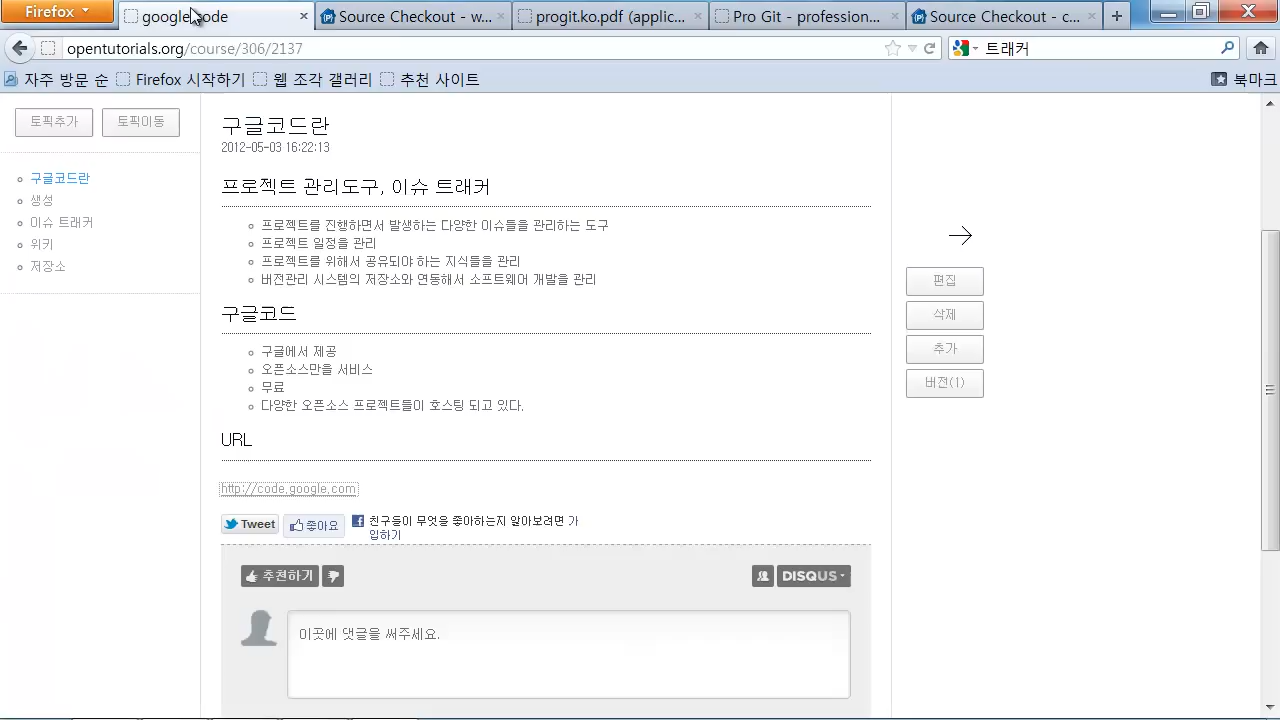 Firefox
google code
Source Checkout - w...
progit.ko.pdf (applic...
Pro Git - profession...
Source Checkout - c...
opentutorials.org/course/306/2137
트래커
자주 방문 순
Firefox 시작하기
웹 조각 갤러리
추천 사이트
북마크
토픽추가
토픽이동
구글코드란
생성
이슈 트래커
위키
저장소
구글코드란
2012-05-03 16:22:13
프로젝트 관리도구, 이슈 트래커
프로젝트를 진행하면서 발생하는 다양한 이슈들을 관리하는 도구
프로젝트 일정을 관리
프로젝트를 위해서 공유되야 하는 지식들을 관리
버전관리 시스템의 저장소와 연동해서 소프트웨어 개발을 관리
구글코드
구글에서 제공
오픈소스만을 서비스
무료
다양한 오픈소스 프로젝트들이 호스팅 되고 있다.
URL
http://code.google.com
Tweet
좋아요
친구들이 무엇을 좋아하는지 알아보려면 가
입하기
추천하기
DISQUS
이곳에 댓글을 써주세요.
편집
삭제
추가
버전(1)